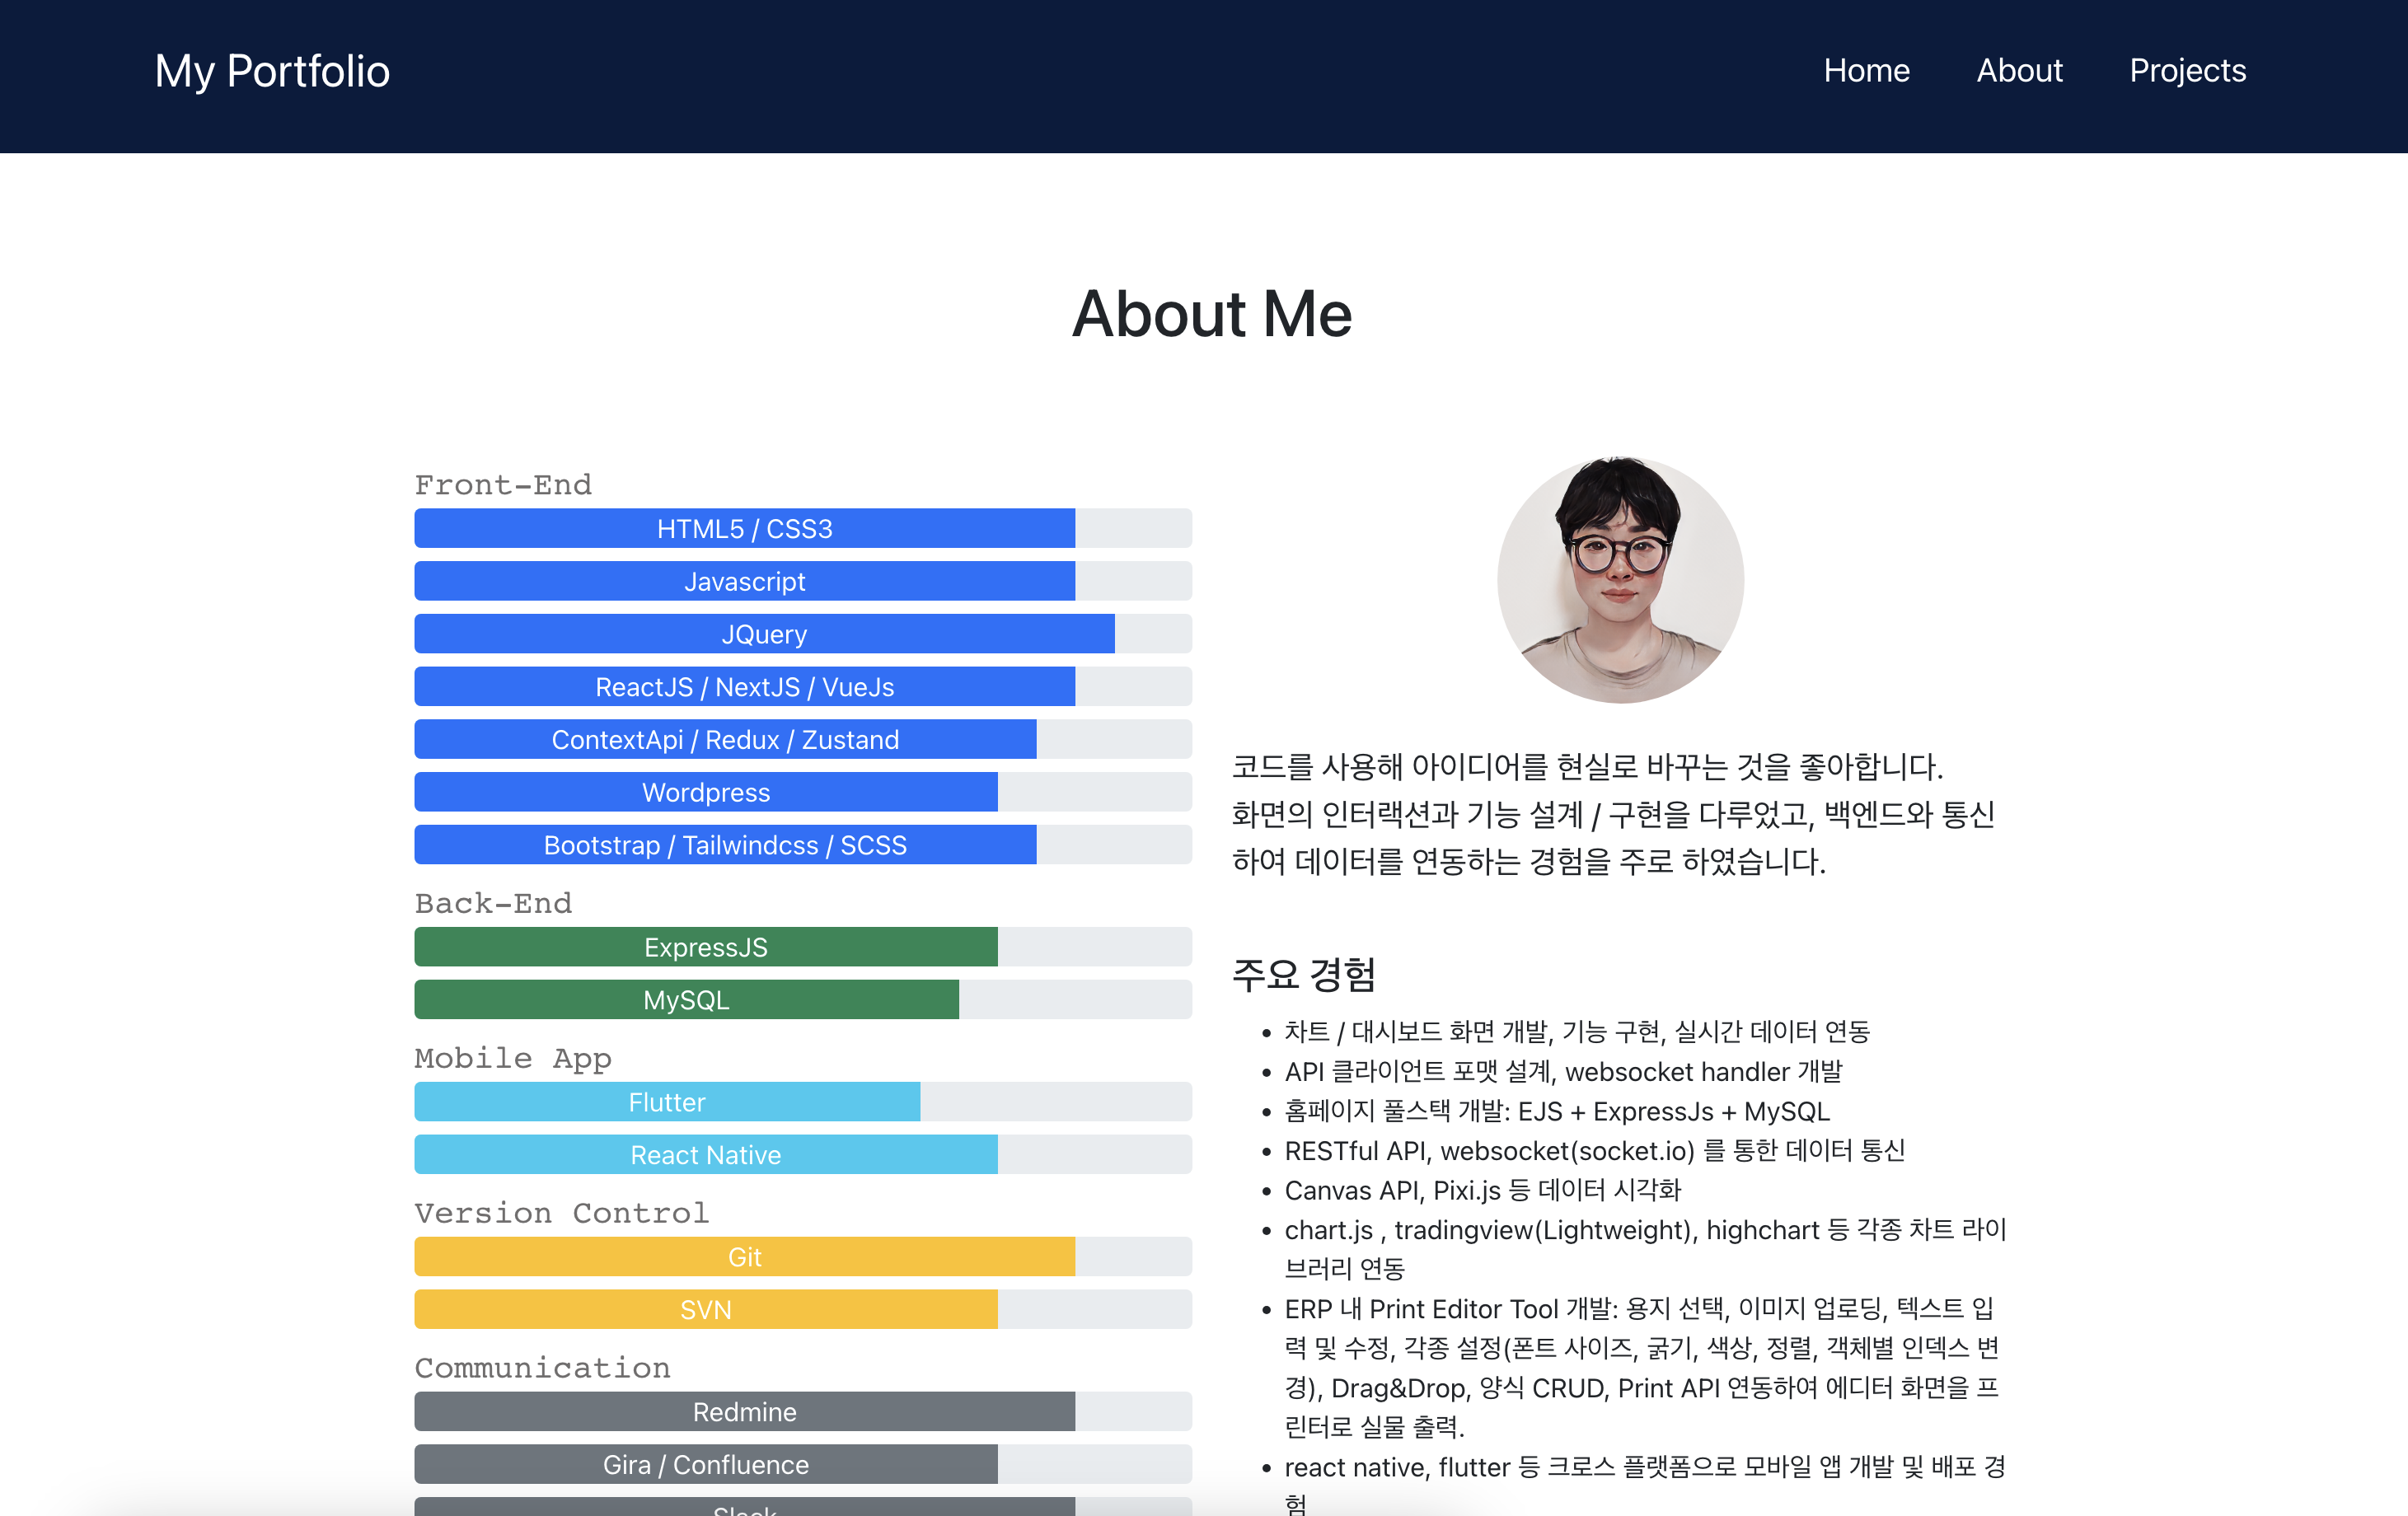 My Portfolio
Home
About
Projects
About Me
Front-End
HTML5 / CSS3
Javascript
JQuery
ReactJS / NextJS / VueJs
ContextApi / Redux / Zustand
Wordpress
Bootstrap / Tailwindcss / SCSS
Back-End
ExpressJS
MySQL
Mobile App
Flutter
React Native
Version Control
Git
SVN
Communication
Redmine
Gira / Confluence
Slack
코드를 사용해 아이디어를 현실로 바꾸는 것을 좋아합니다.
화면의 인터랙션과 기능 설계 / 구현을 다루었고, 백엔드와 통신
하여 데이터를 연동하는 경험을 주로 하였습니다.
주요 경험
• 차트 / 대시보드 화면 개발, 기능 구현, 실시간 데이터 연동
• API 클라이언트 포맷 설계, websocket handler 개발
• 홈페이지 풀스택 개발: EJS + ExpressJs + MySQL
• RESTful API, websocket(socket.io) 를 통한 데이터 통신
• Canvas API, Pixi.js 등 데이터 시각화
• chart.js , tradingview(Lightweight), highchart 등 각종 차트 라이
브러리 연동
• ERP 내 Print Editor Tool 개발: 용지 선택, 이미지 업로딩, 텍스트 입
력 및 수정, 각종 설정(폰트 사이즈, 굵기, 색상, 정렬, 객체별 인덱스 변
경), Drag&Drop, 양식 CRUD, Print API 연동하여 에디터 화면을 프
린터로 실물 출력.
• react native, flutter 등 크로스 플랫폼으로 모바일 앱 개발 및 배포 경
험